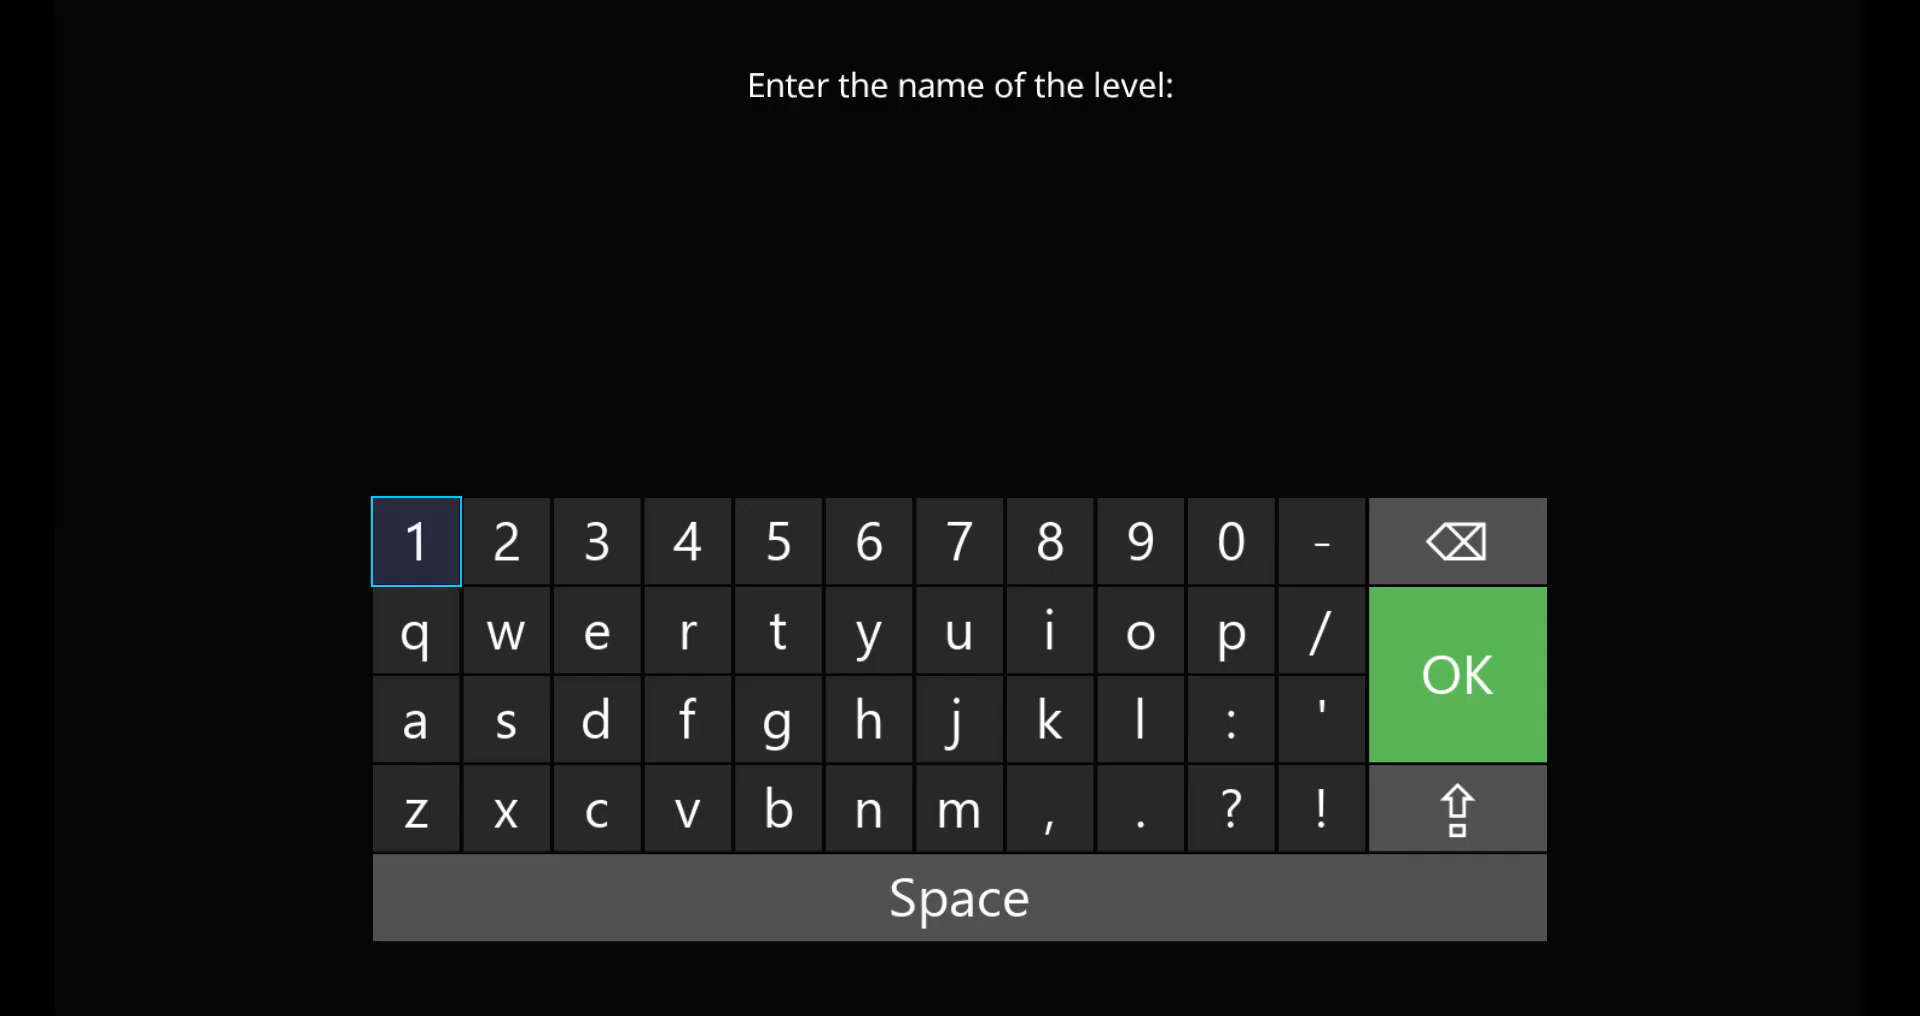 Enter the name of the level:
1 2 3 4 5 6 7 8 9 0 -
q w e r t y u i o p /
OK
a s d f g h j k l : '
z x c v b n m , . ? !
Space